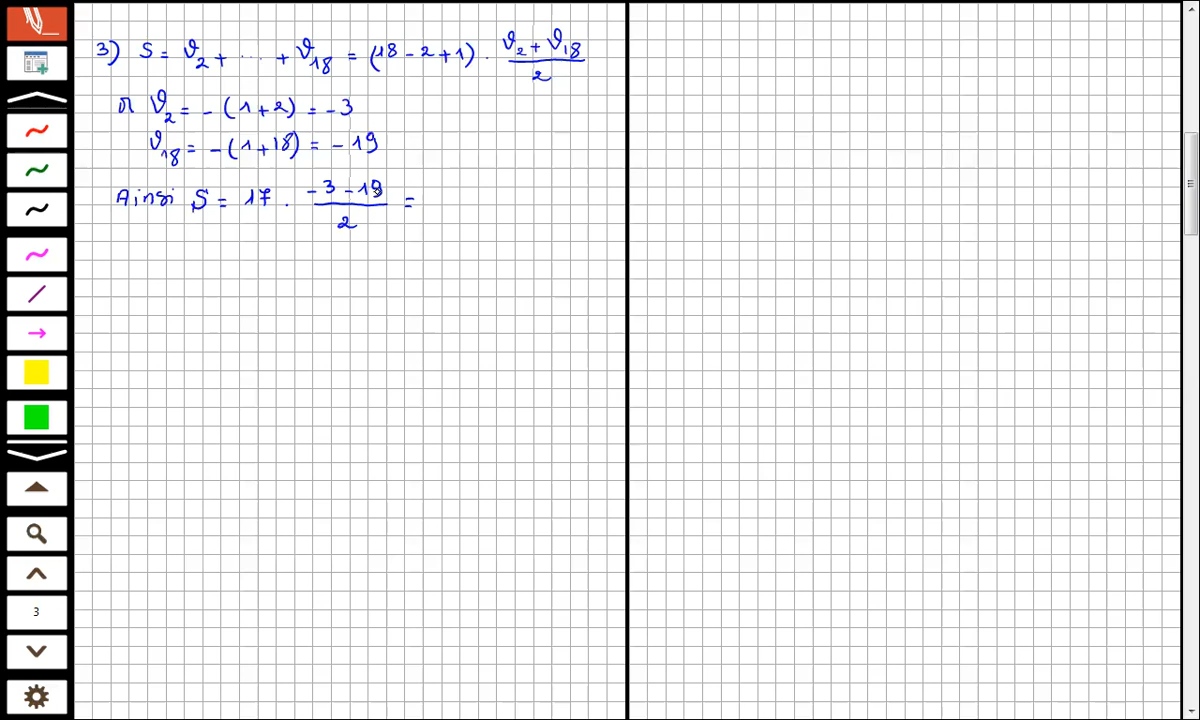 3) S = V₂ + ... + V₁₈ = (18 - 2 + 1) · (V₂ + V₁₈)/2
or V₂ = - (1 + 2) = - 3
V₁₈ = - (1 + 18) = - 19
Ainsi S = 17 · (- 3 - 19)/2 =
3